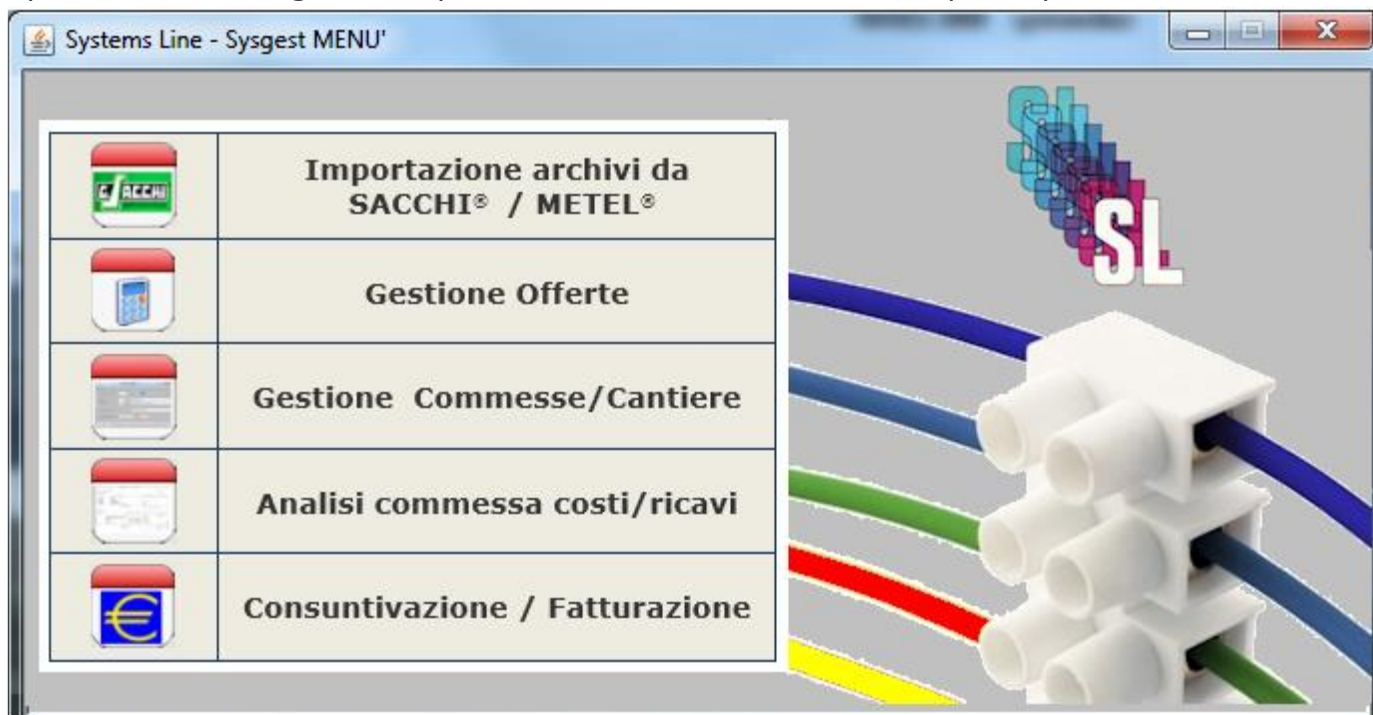 Systems Line - Sysgest MENU'
SL
SACCHI
Importazione archivi da
SACCHI® / METEL®
Gestione Offerte
Gestione Commesse/Cantiere
Analisi commessa costi/ricavi
€
Consuntivazione / Fatturazione